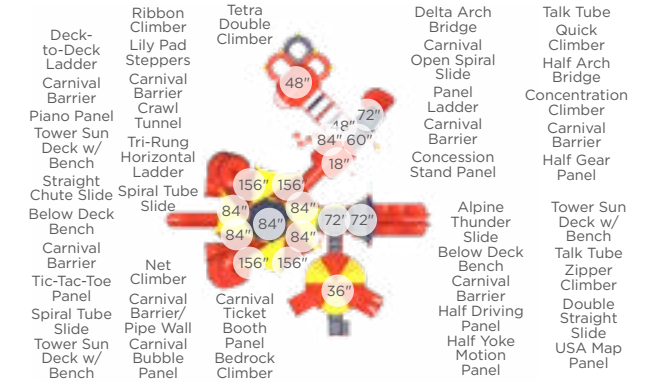 Deck-
to-Deck
Ladder
Carnival
Barrier
Piano Panel
Tower Sun
Deck w/
Bench
Straight
Chute Slide
Below Deck
Bench
Carnival
Barrier
Tic-Tac-Toe
Panel
Spiral Tube
Slide
Tower Sun
Deck w/
Bench
Ribbon
Climber
Lily Pad
Steppers
Carnival
Barrier
Crawl
Tunnel
Tri-Rung
Horizontal
Ladder
Spiral Tube
Slide
Net
Climber
Carnival
Barrier/
Pipe Wall
Carnival
Bubble
Panel
Tetra
Double
Climber
Carnival
Ticket
Booth
Panel
Bedrock
Climber
48"
72"
48"
84" 60"
18"
156" 156"
84" 84"
84" 72" 72"
84" 84"
156" 156"
36"
Delta Arch
Bridge
Carnival
Open Spiral
Slide
Panel
Ladder
Carnival
Barrier
Concession
Stand Panel
Alpine
Thunder
Slide
Below Deck
Bench
Carnival
Barrier
Half Driving
Panel
Half Yoke
Motion
Panel
Talk Tube
Quick
Climber
Half Arch
Bridge
Concentration
Climber
Carnival
Barrier
Half Gear
Panel
Tower Sun
Deck w/
Bench
Talk Tube
Zipper
Climber
Double
Straight
Slide
USA Map
Panel